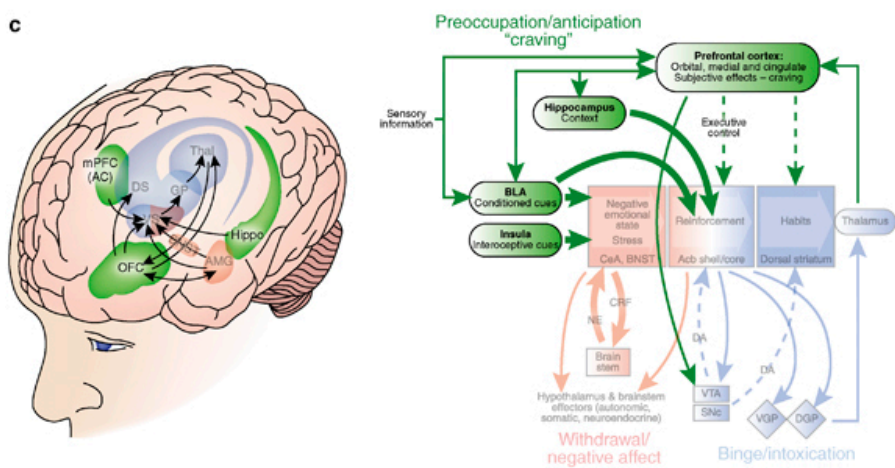 c
Preoccupation/anticipation
"craving"
Prefrontal cortex:
Orbital, medial and cingulate
Subjective effects – craving
Sensory
information
Hippocampus
Context
Executive
control
BLA
Conditioned cues
Insula
Interoceptive cues
Negative
emotional
state
Stress
CeA, BNST
Reinforcement
Acb shell/core
Habits
Dorsal striatum
Thalamus
NE
CRF
Brain
stem
DA
DA
VTA
SNc
VGP
DGP
Hypothalamus & brainstem
effectors (autonomic,
somatic, neuroendocrine)
Withdrawal/
negative affect
Binge/intoxication
mPFC
(AC)
DS
GP
Thal
VS
Hippo
OFC
AMG